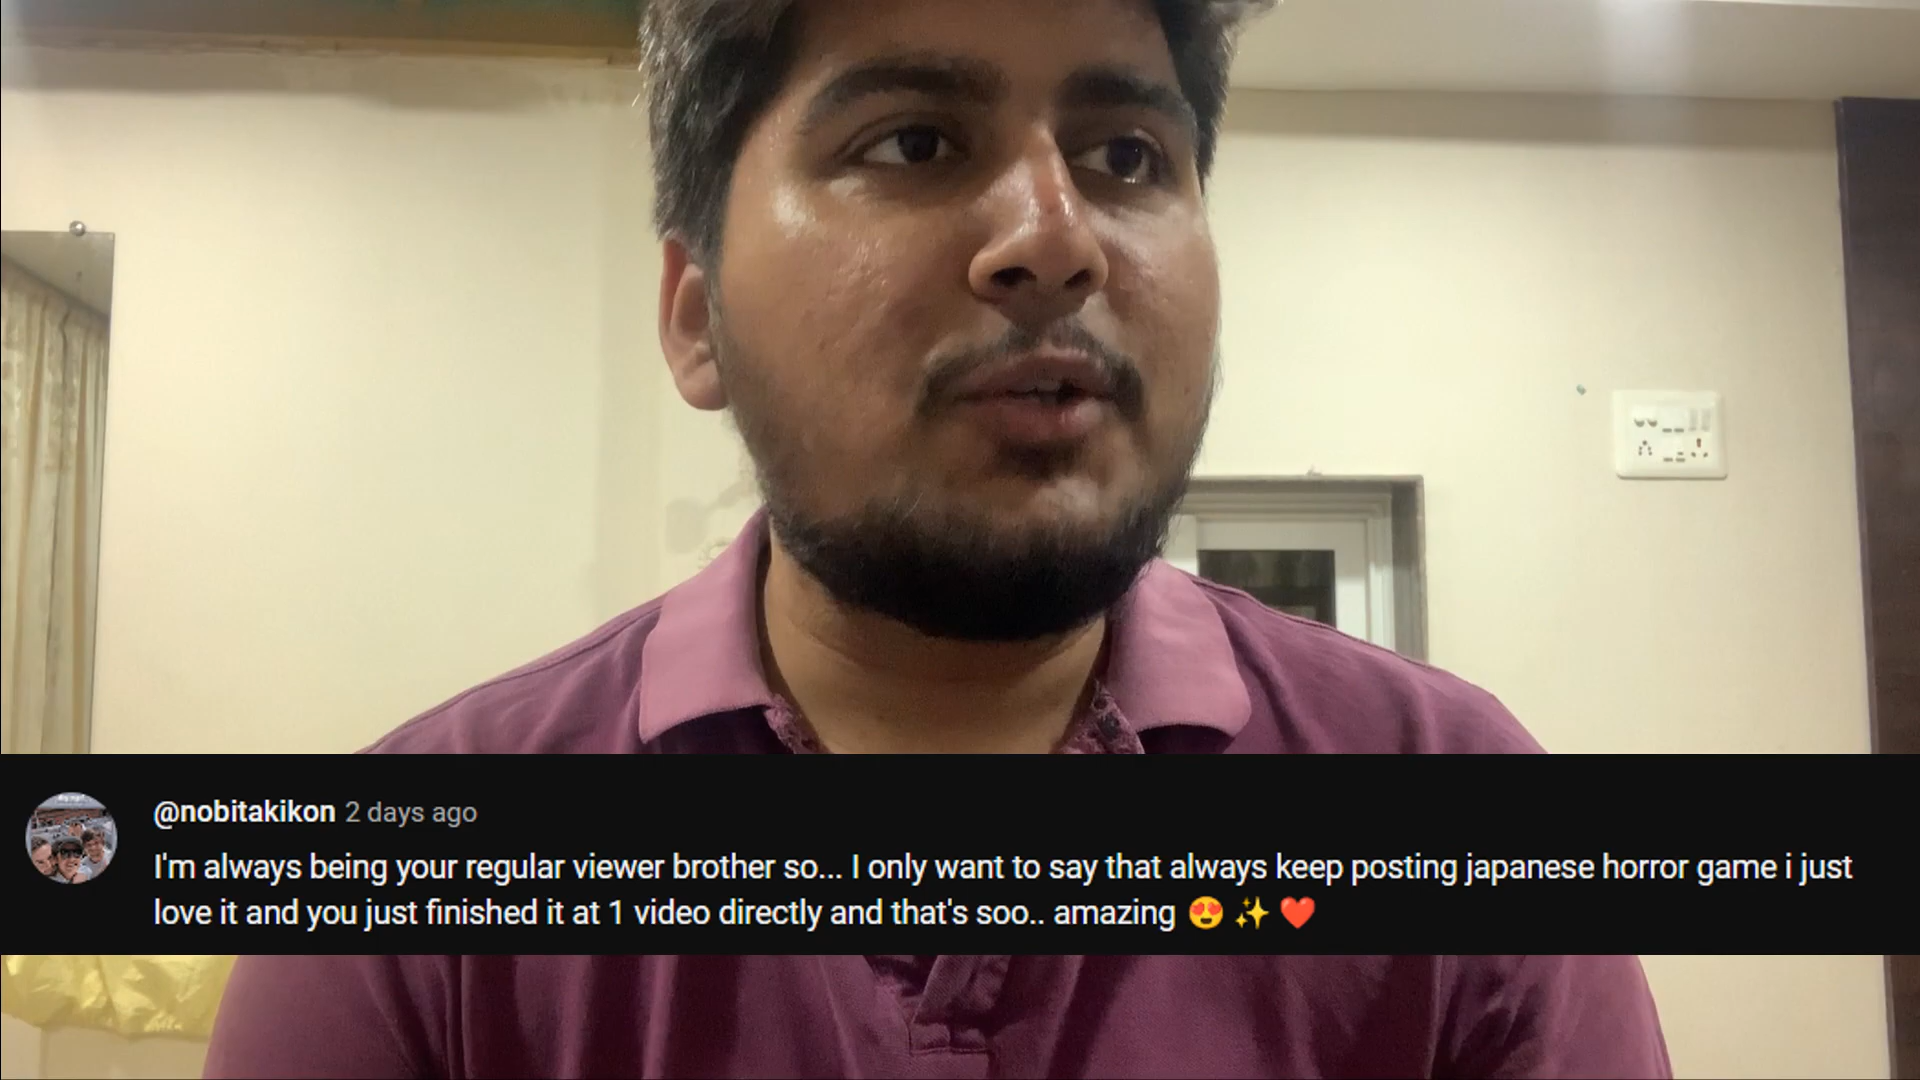 @nobitakikon 2 days ago
I'm always being your regular viewer brother so... I only want to say that always keep posting japanese horror game i just
love it and you just finished it at 1 video directly and that's soo.. amazing 😍 ✨ ❤️